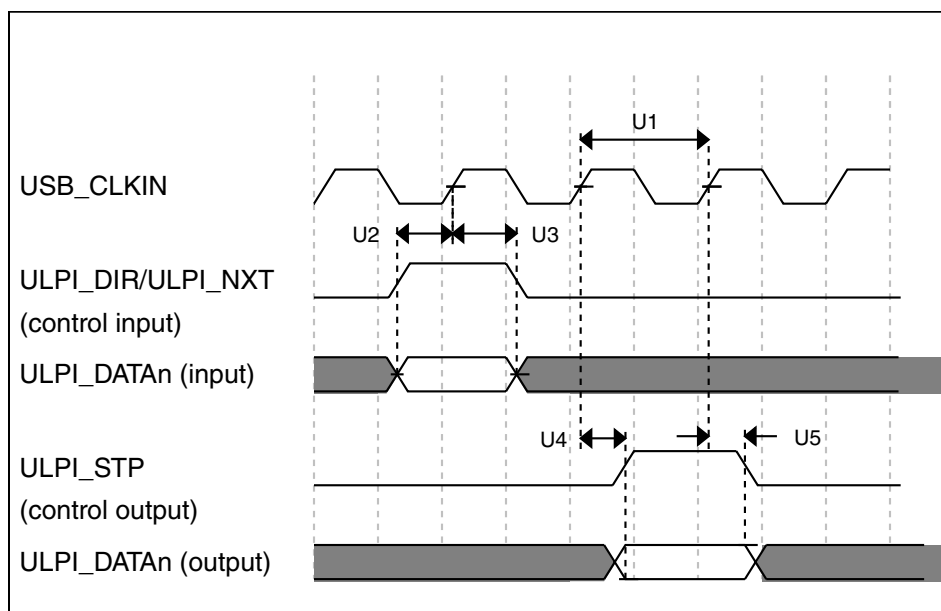 U1
USB_CLKIN
U2
U3
ULPI_DIR/ULPI_NXT
(control input)
ULPI_DATAn (input)
U4
U5
ULPI_STP
(control output)
ULPI_DATAn (output)